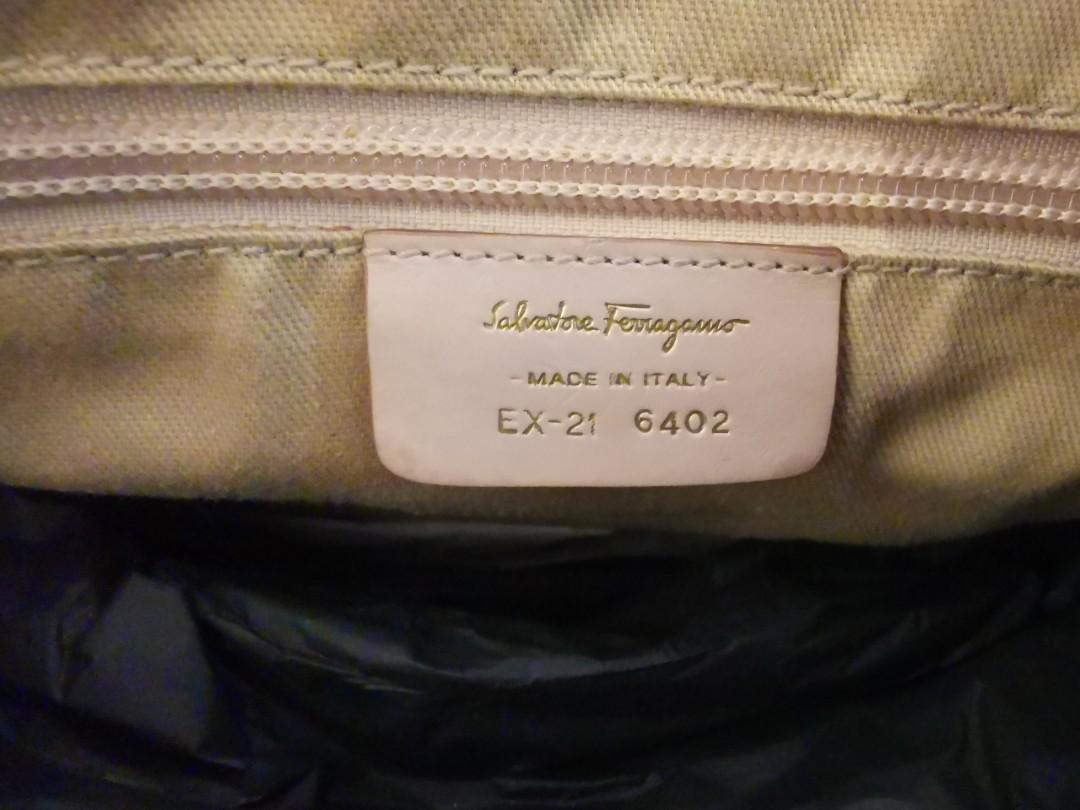 Salvatore Ferragamo
- MADE IN ITALY -
EX-21 6402